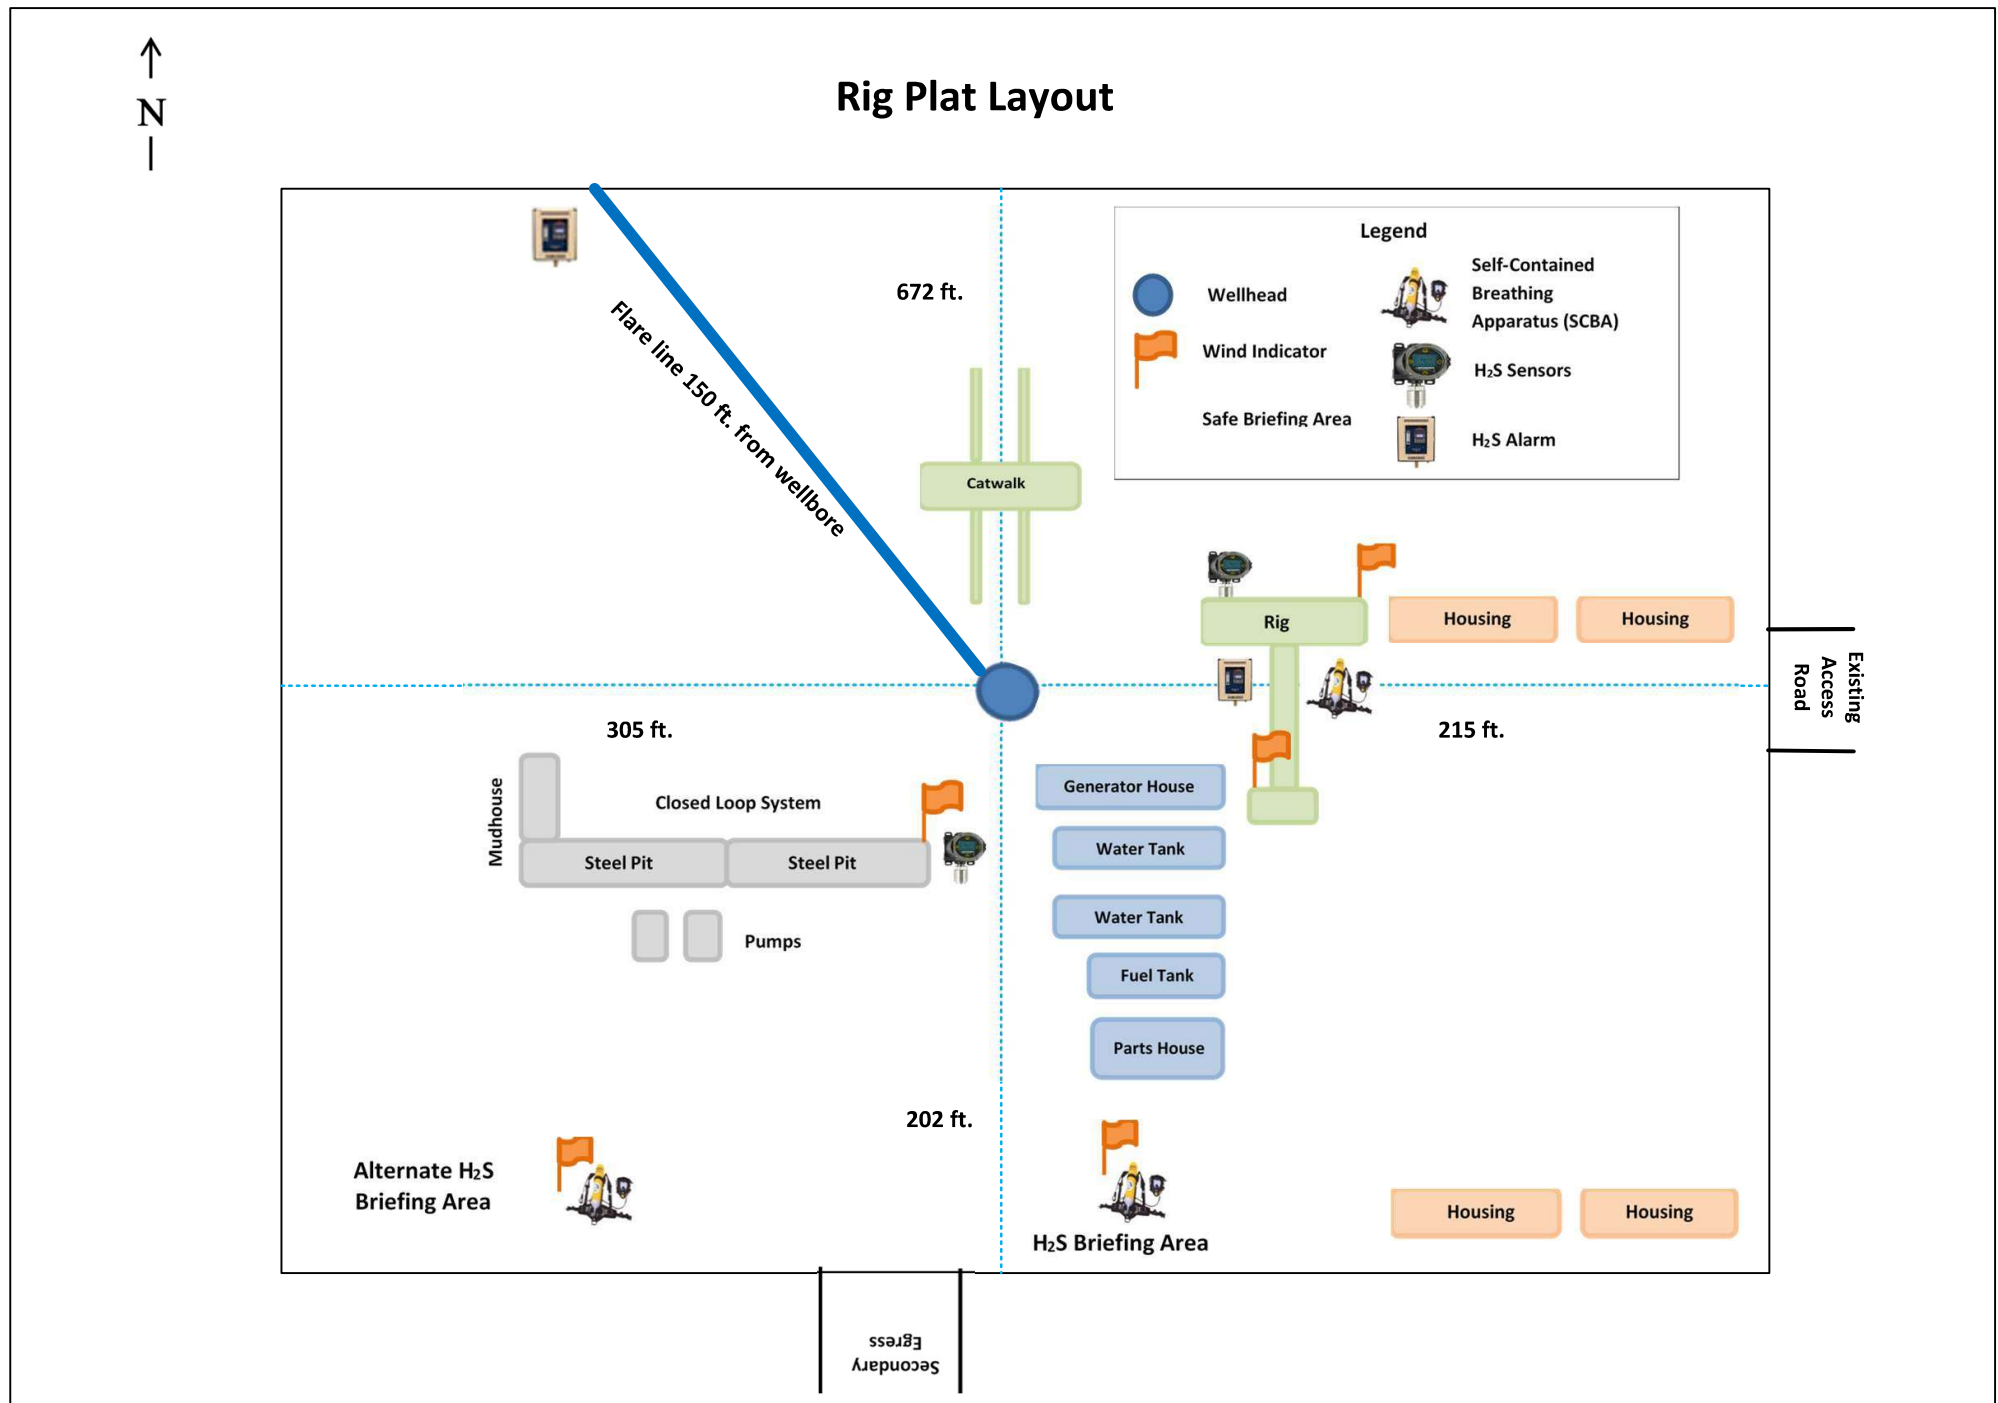 N
Rig Plat Layout
672 ft.
Flare line 150 ft. from wellbore
Legend
Wellhead
Wind Indicator
Safe Briefing Area
Self-Contained
Breathing
Apparatus (SCBA)
H₂S Sensors
H₂S Alarm
Catwalk
Rig
Housing
Housing
Existing
Access
Road
305 ft.
215 ft.
Mudhouse
Closed Loop System
Steel Pit
Steel Pit
Pumps
Generator House
Water Tank
Water Tank
Fuel Tank
Parts House
202 ft.
Alternate H₂S
Briefing Area
H₂S Briefing Area
Housing
Housing
Secondary
Egress